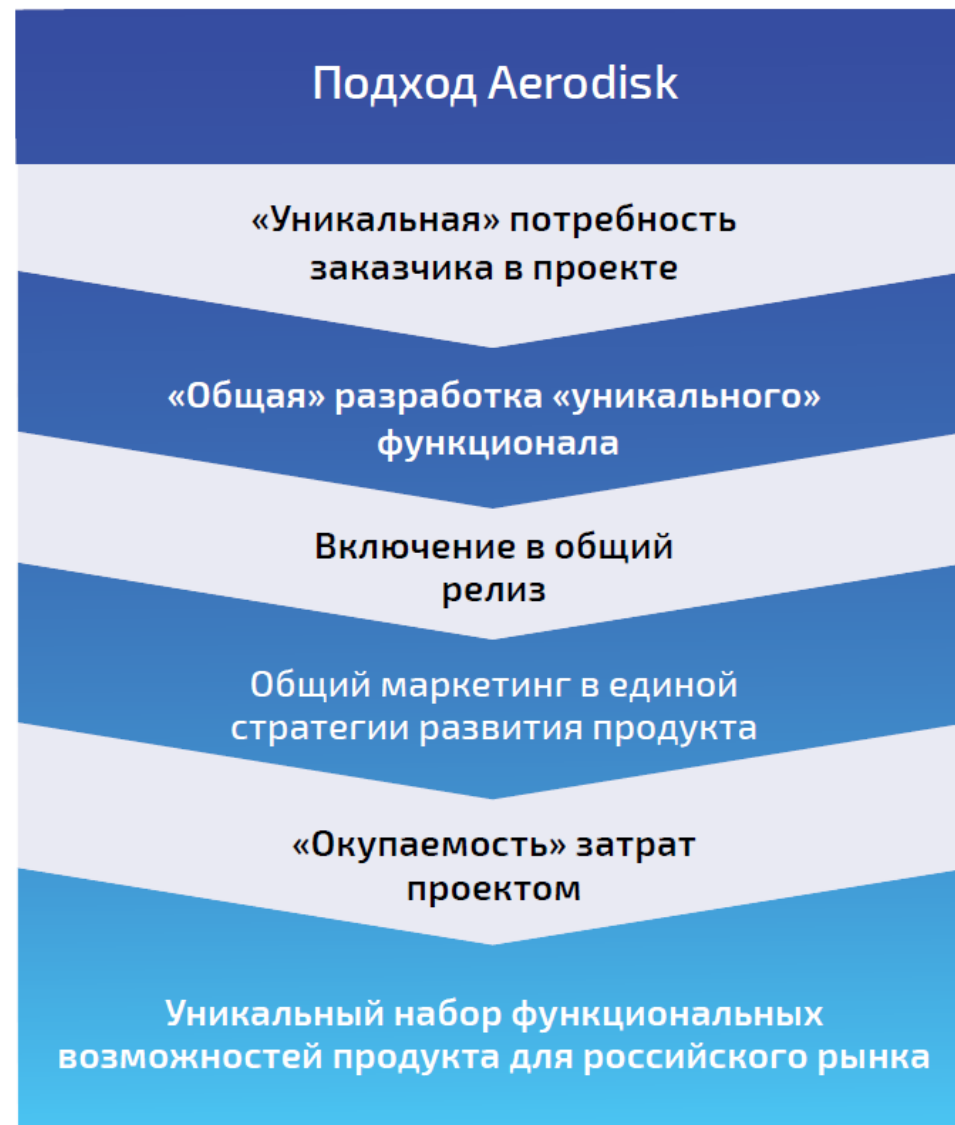 Подход Aerodisk
«Уникальная» потребность
заказчика в проекте
«Общая» разработка «уникального»
функционала
Включение в общий
релиз
Общий маркетинг в единой
стратегии развития продукта
«Окупаемость» затрат
проектом
Уникальный набор функциональных
возможностей продукта для российского рынка